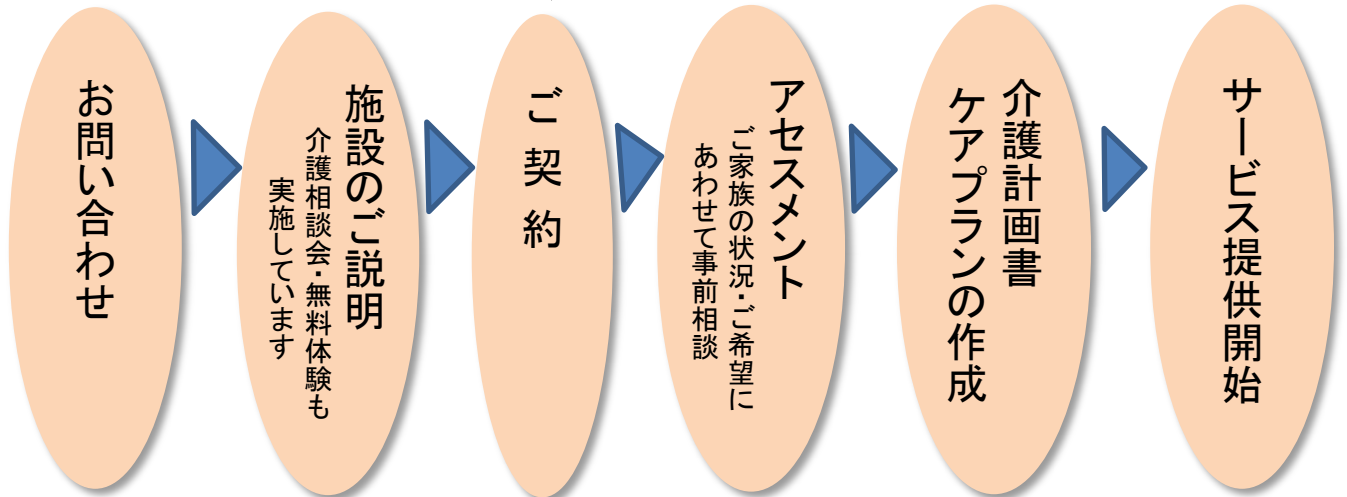 お問い合わせ
施設のご説明
介護相談会・無料体験も
実施しています
ご契約
アセスメント
ご家族の状況・ご希望に
あわせて事前相談
介護計画書
ケアプランの作成
サービス提供開始